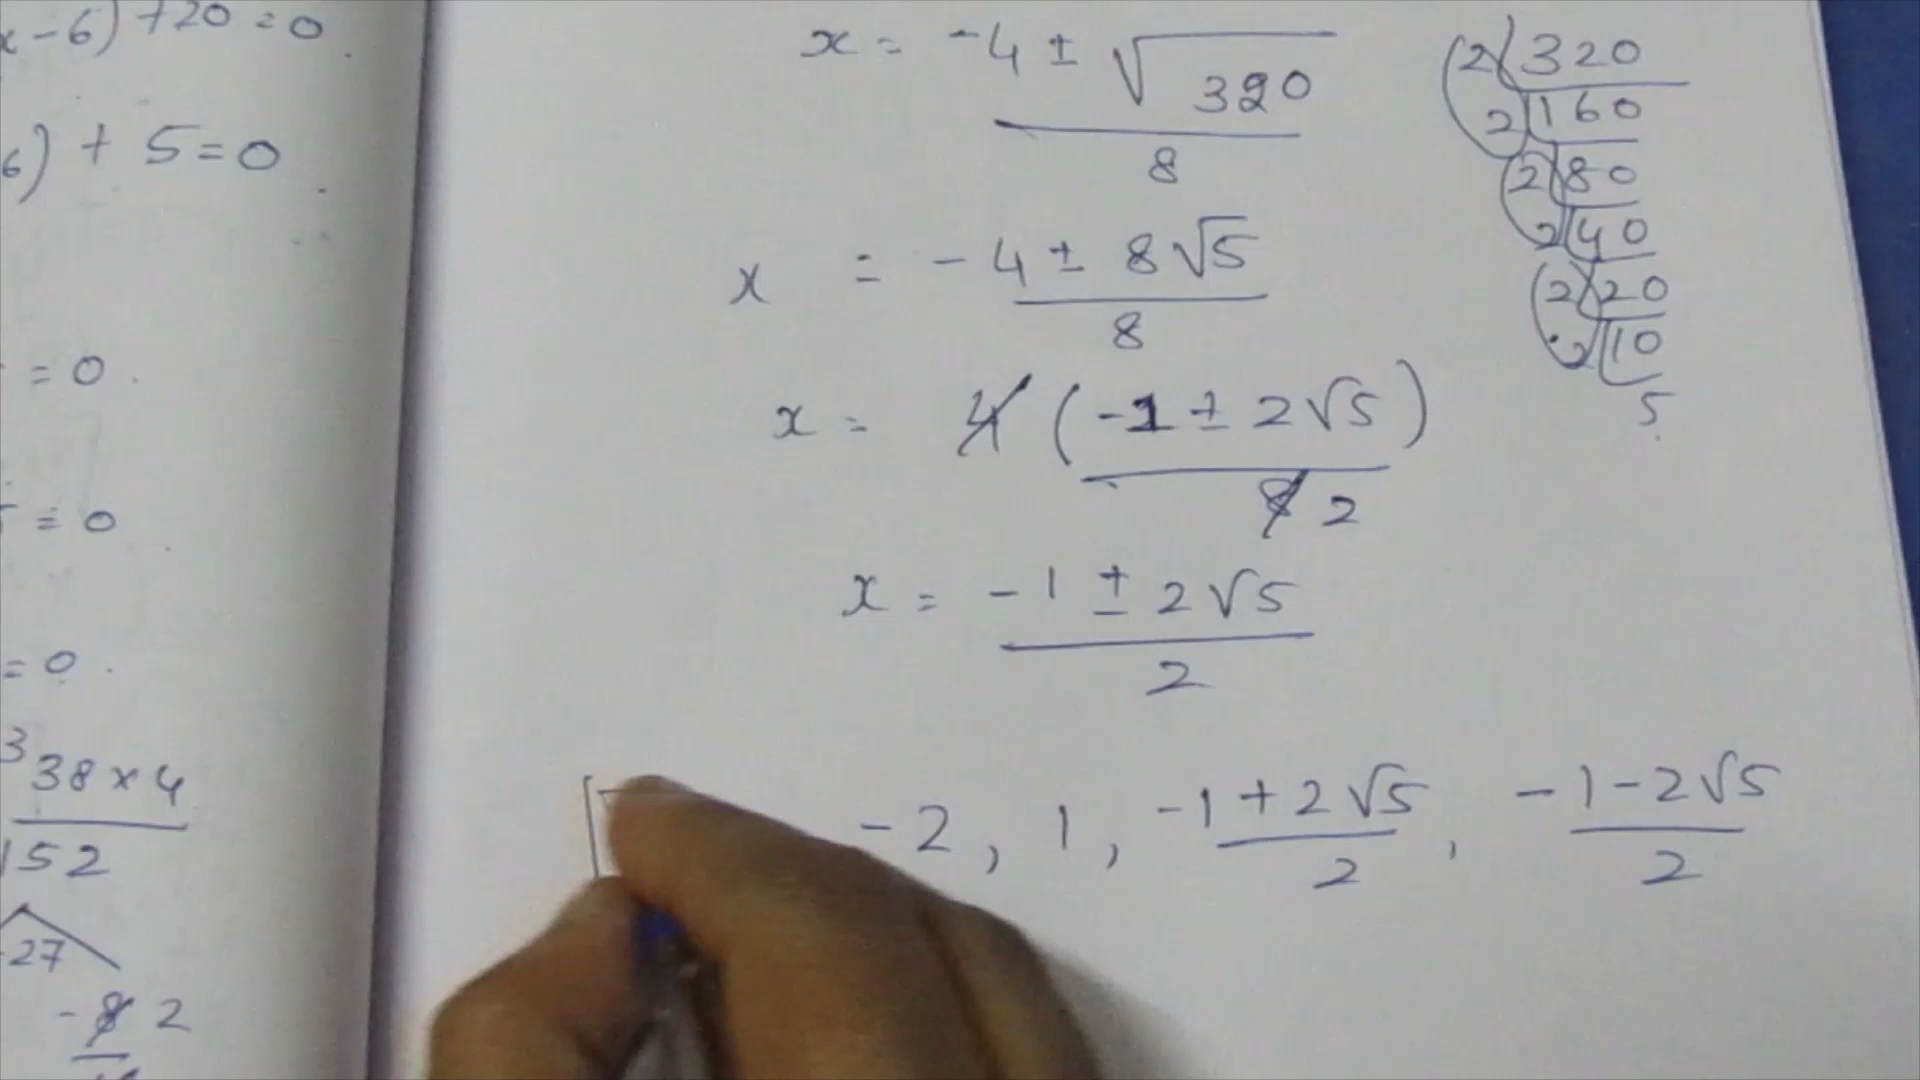 x-6) + 20 = 0
6) + 5 = 0
= 0
= 0
= 0
38 × 4
152
-27
-8 2
x = -4 ± √320
8
x = -4 ± 8√5
8
x = 4 (-1 ± 2√5)
8 2
x = -1 ± 2√5
2
-2, 1, -1+2√5, -1-2√5
2 2
2 320
2 160
2 80
2 40
2 20
2 10
5